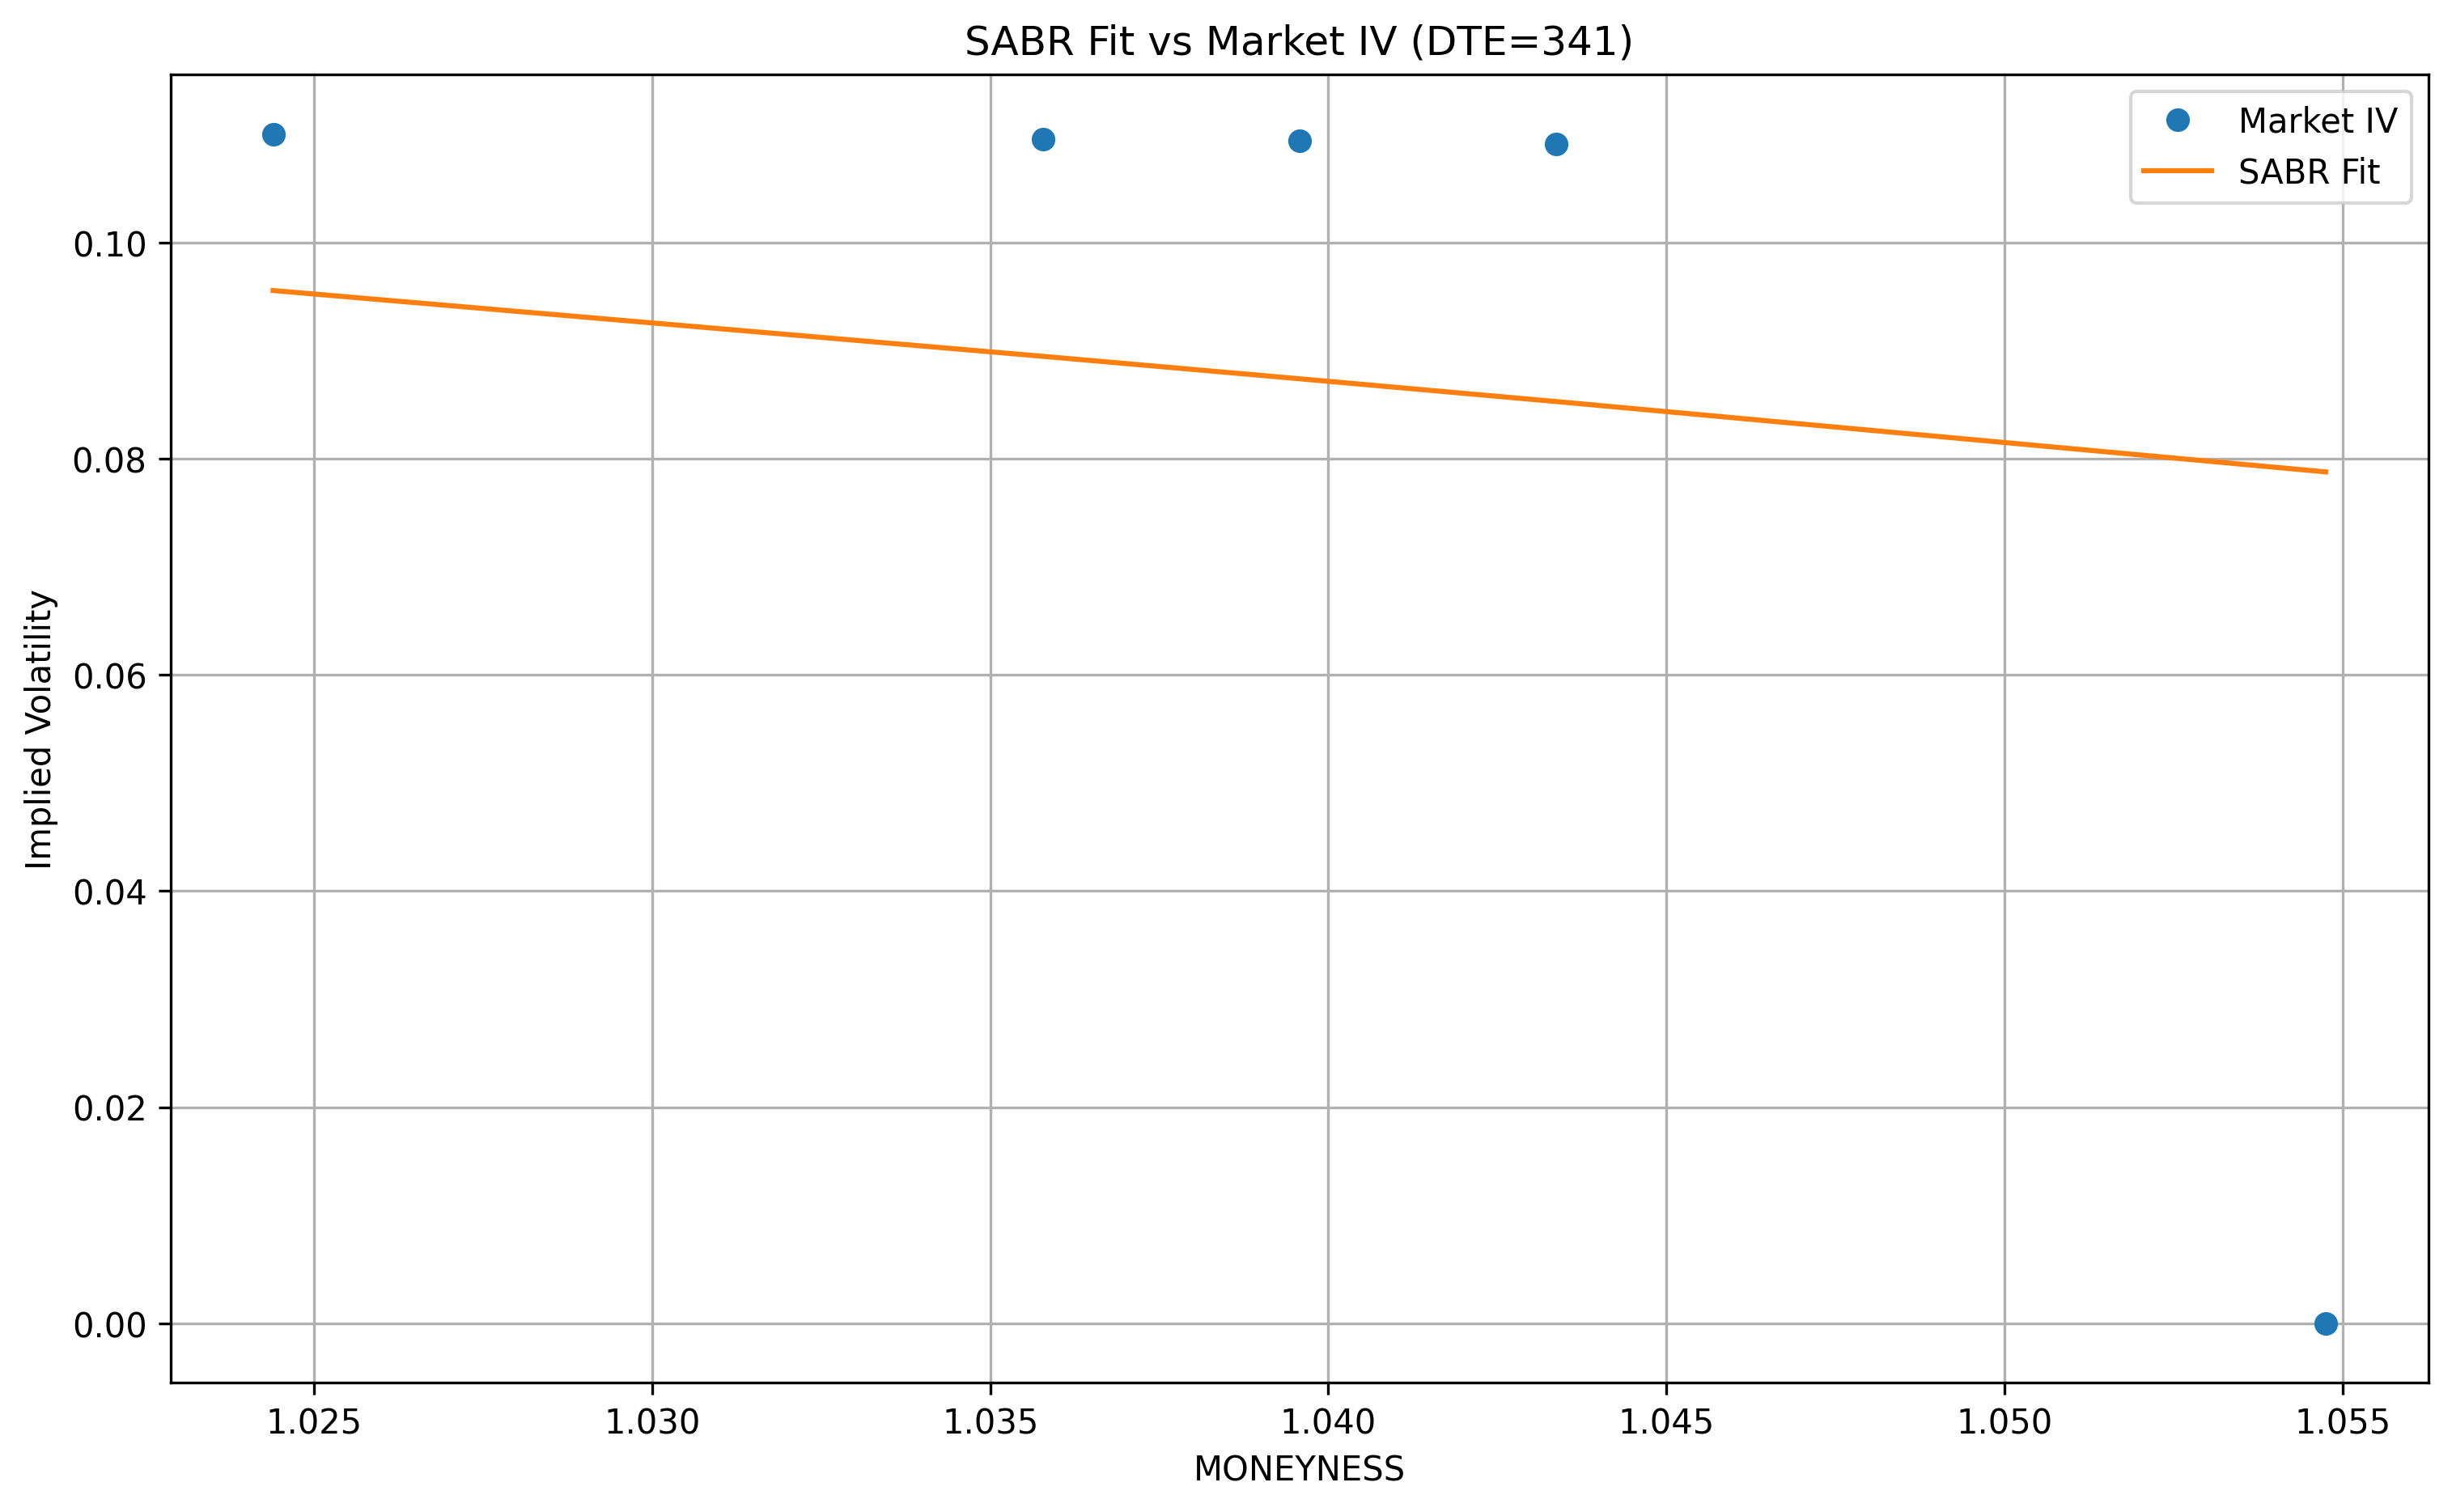 SABR Fit vs Market IV (DTE=341)
Market IV
SABR Fit
Implied Volatility
0.10
0.08
0.06
0.04
0.02
0.00
1.025 1.030 1.035 1.040 1.045 1.050 1.055
MONEYNESS